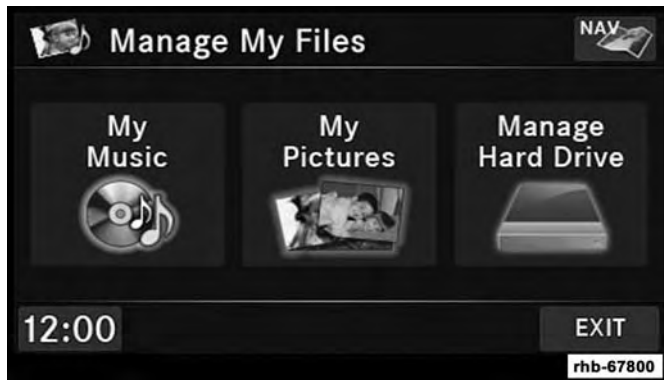 Manage My Files
NAV
My
Music
My
Pictures
Manage
Hard Drive
12:00
EXIT
rhb-67800